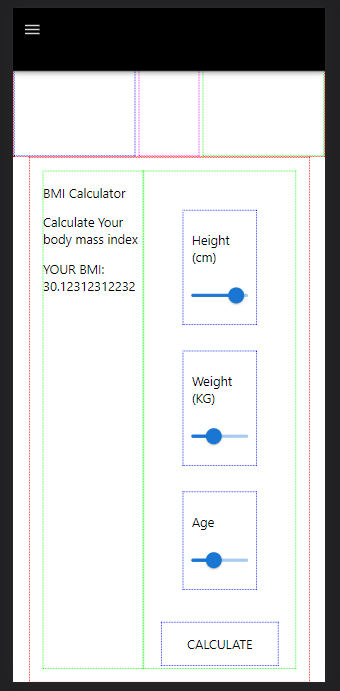 BMI Calculator
Calculate Your
body mass index
YOUR BMI:
30.12312312232
Height
(cm)
Weight
(KG)
Age
CALCULATE